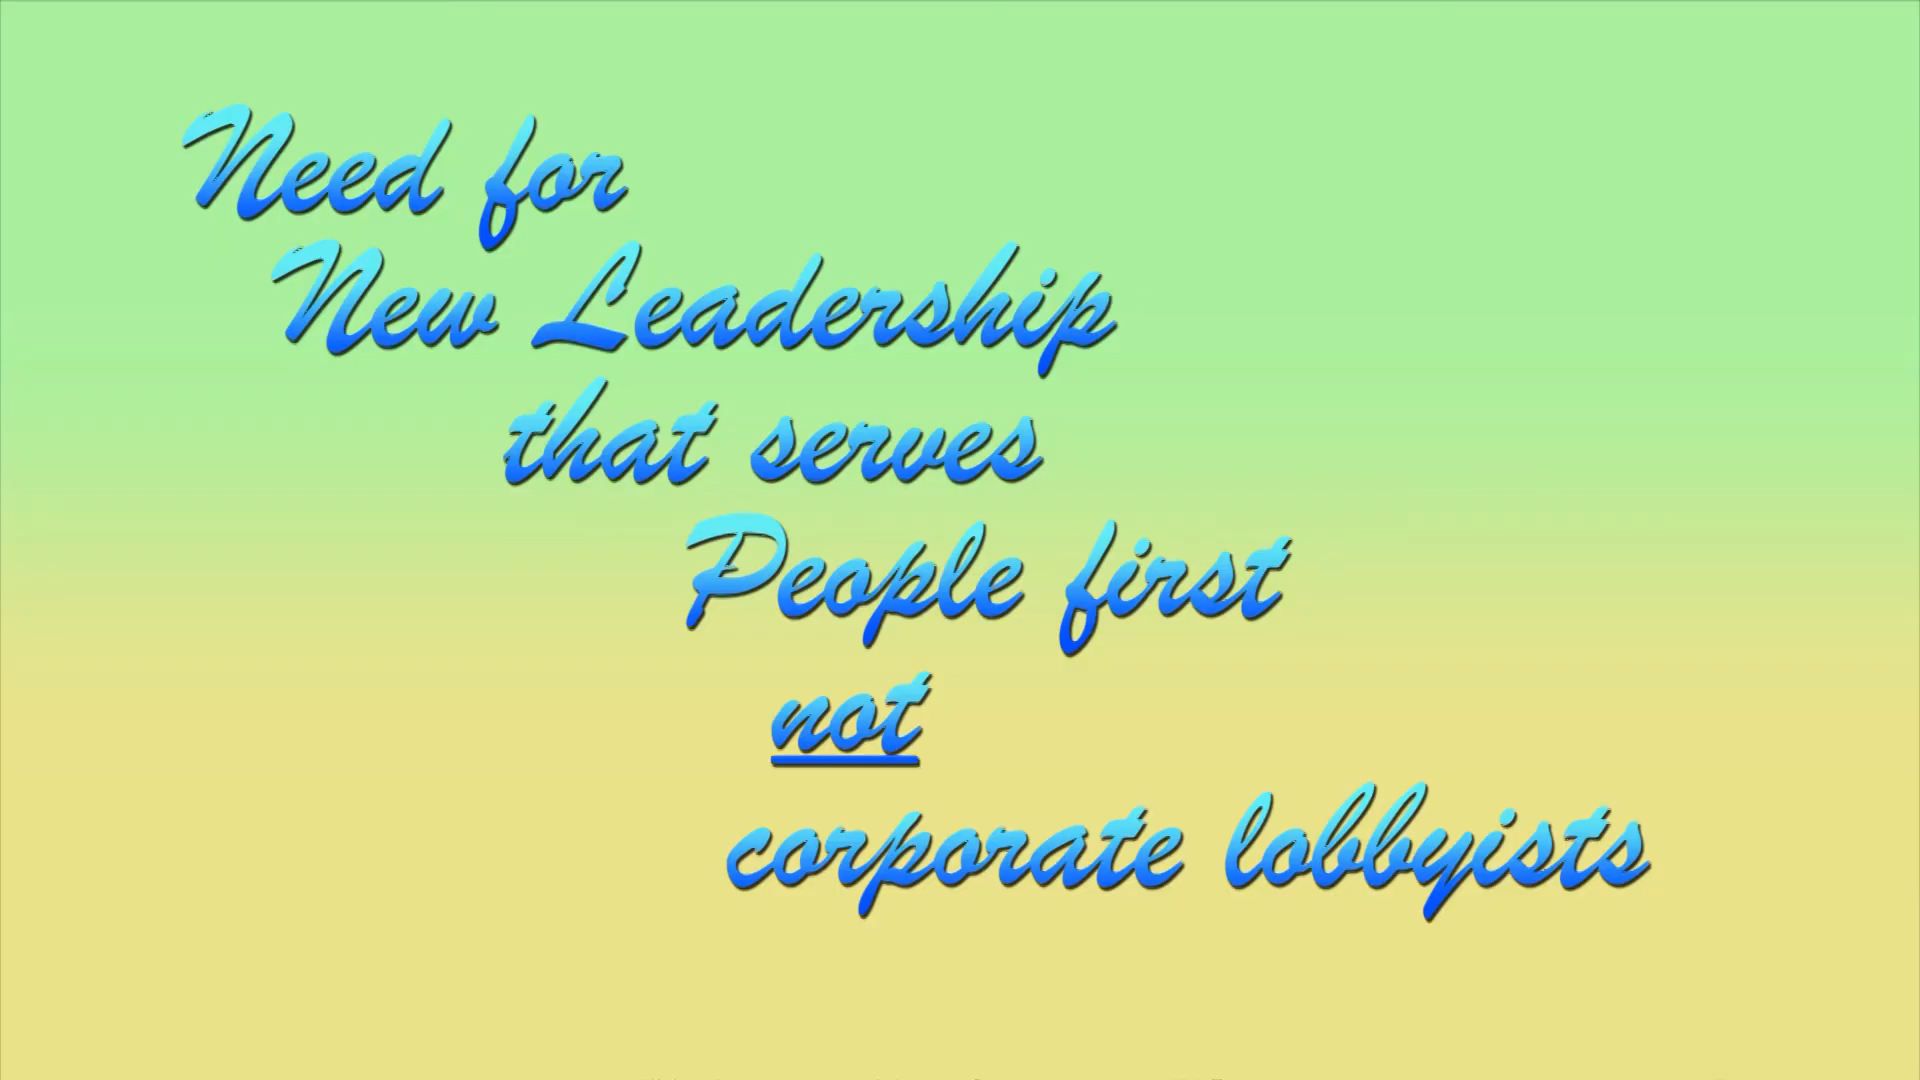 Need for
New Leadership
that serves
People first
not
corporate lobbyists